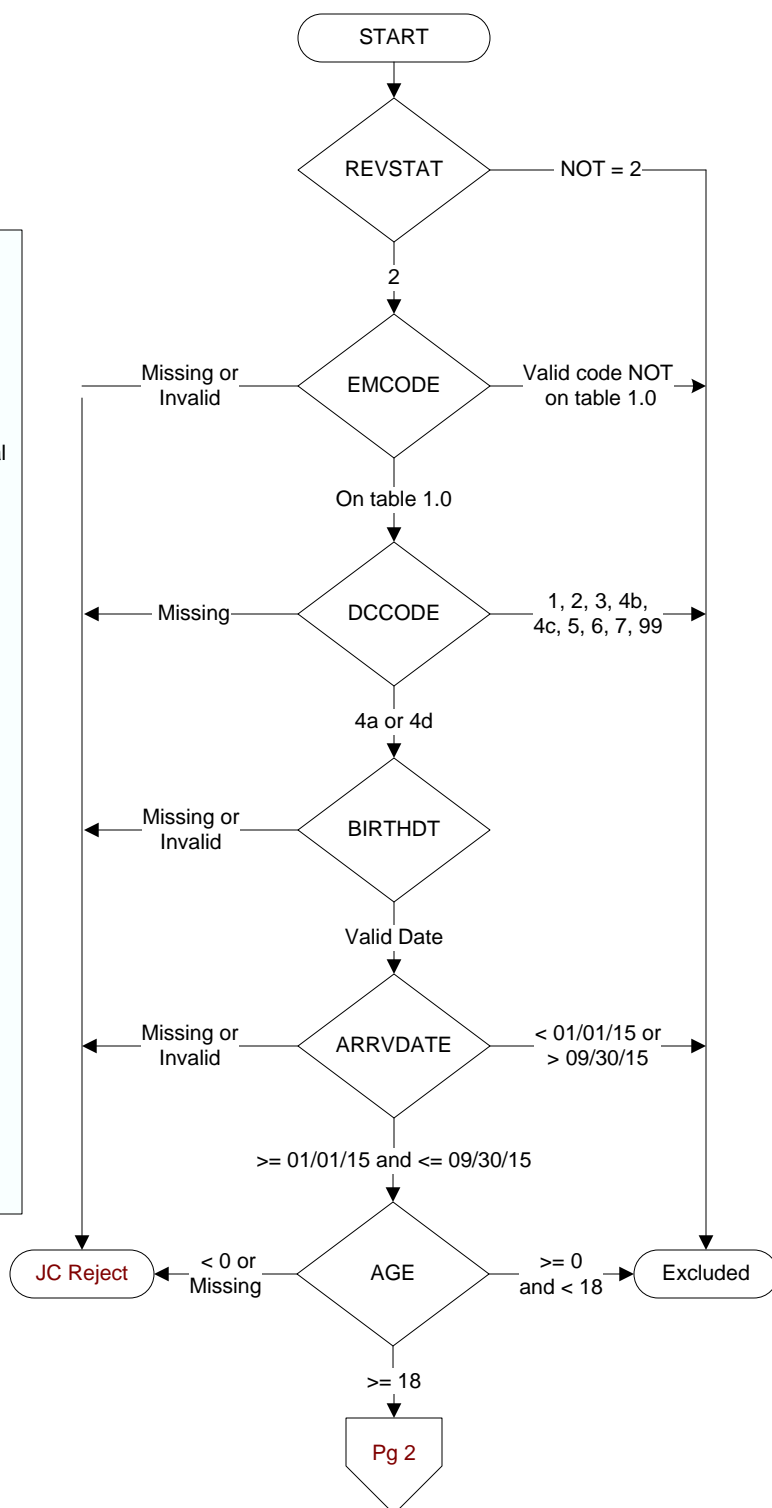 START
REVSTAT
NOT = 2
2
Missing or
Invalid
EMCODE
Valid code NOT
on table 1.0
al
On table 1.0
Missing
DCCODE
1, 2, 3, 4b,
4c, 5, 6, 7, 99
4a or 4d
Missing or
Invalid
BIRTHDT
Valid Date
Missing or
Invalid
ARRVDATE
< 01/01/15 or
> 09/30/15
>= 01/01/15 and <= 09/30/15
JC Reject
< 0 or
Missing
AGE
>= 0
and < 18
Excluded
>= 18
Pg 2